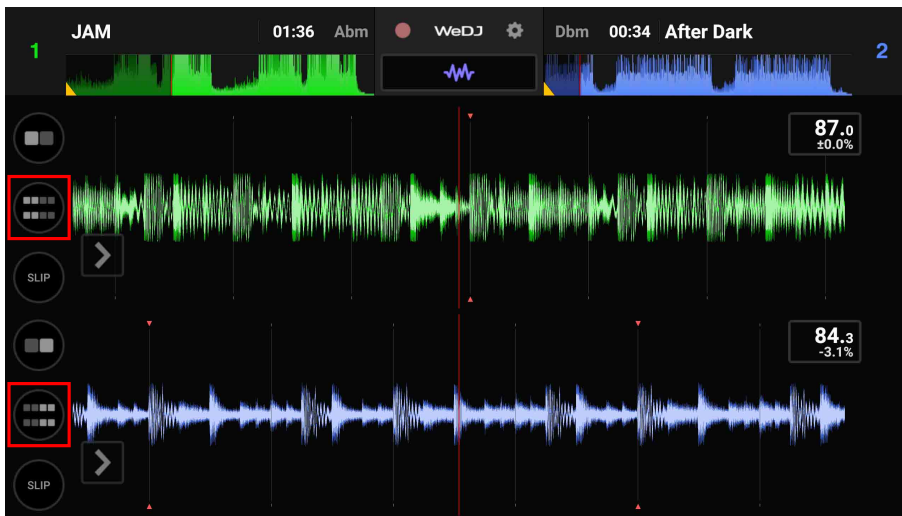 1
JAM 01:36 Abm
WeDJ
Dbm 00:34 After Dark
2
87.0
±0.0%
SLIP
84.3
-3.1%
SLIP